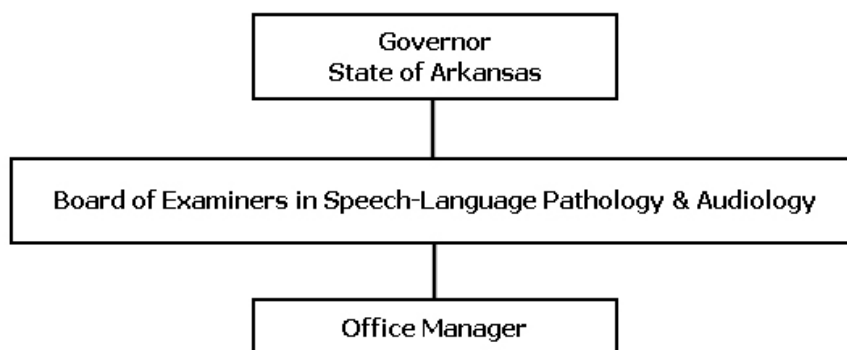 Governor
State of Arkansas
Board of Examiners in Speech-Language Pathology & Audiology
Office Manager